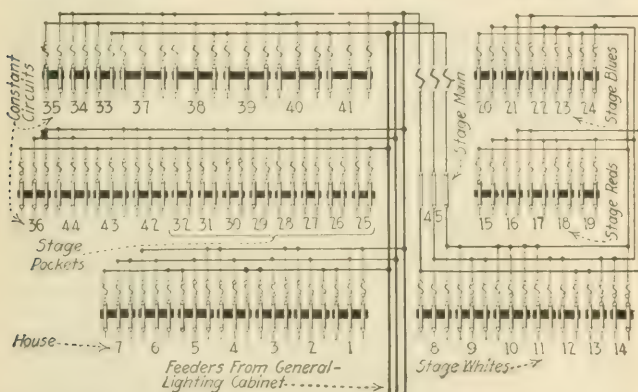 Constant
Circuits
35 34 33 37 38 39 40 41
20 21 22 23 24
Stage Blues
Stage Main
36 44 43 42 32 31 30 29 28 27 26 25
45
15 16 17 18 19
Stage Reds
Stage
Pockets
House
7 6 5 4 3 2 1
8 9 10 11 12 13 14
Feeders From General-
Lighting Cabinet
Stage Whites